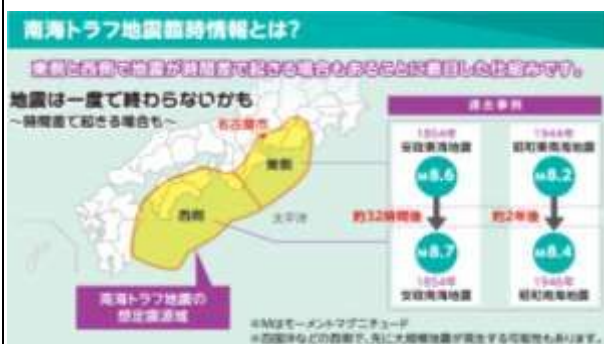 南海トラフ地震臨時情報とは？
東側と西側で地震が時間差で起きる場合もあることに着目した仕組みです。
地震は一度で終わらないかも
～時間差で起きる場合も～
名古屋市
東側
西側
太平洋
南海トラフ地震の
想定震源域
過去事例
1854年
安政東海地震
M8.6
約32時間後
M8.7
1854年
安政南海地震
1944年
昭和東南海地震
M8.2
約2年後
M8.4
1946年
昭和南海地震
※Mはモーメントマグニチュード
※四国沖などの西側で、先に大規模地震が発生する可能性もあります。